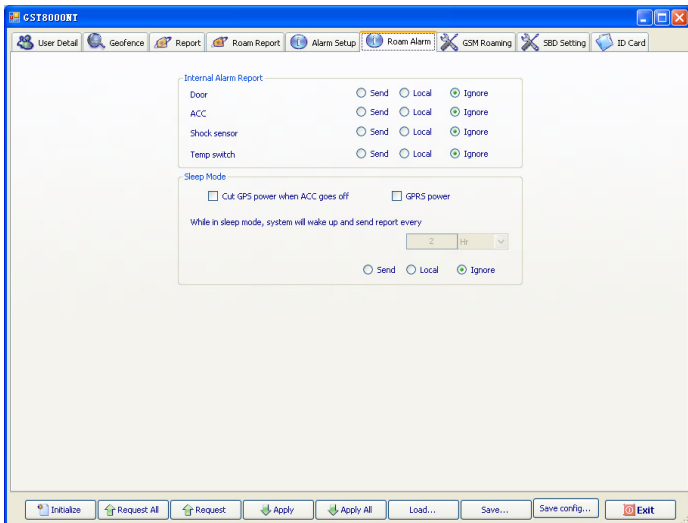 GST8000NT
User Detail Geofence Report Roam Report Alarm Setup Roam Alarm GSM Roaming SBD Setting ID Card
Internal Alarm Report
Door Send Local Ignore
ACC Send Local Ignore
Shock sensor Send Local Ignore
Temp switch Send Local Ignore
Sleep Mode
Cut GPS power when ACC goes off GPRS power
While in sleep mode, system will wake up and send report every
2 Hr
Send Local Ignore
Initialize Request All Request Apply Apply All Load... Save... Save config... Exit